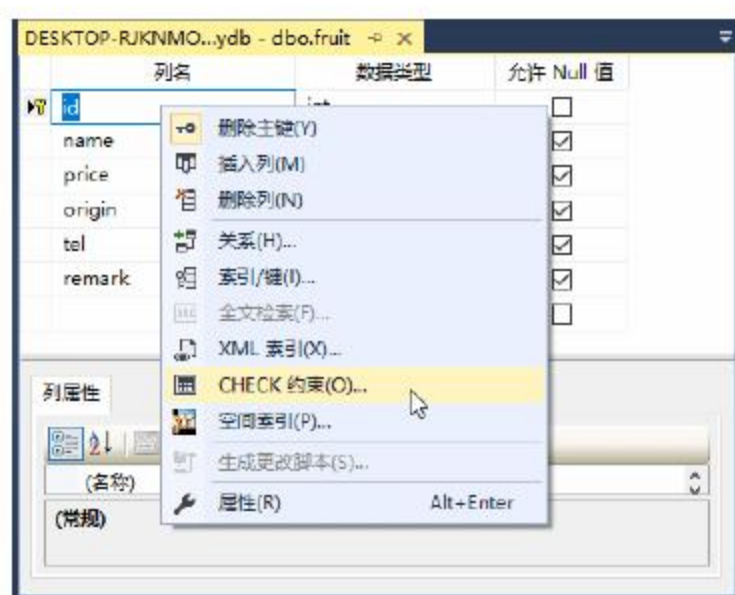 DESKTOP-RJKNMO...ydb - dbo.fruit
列名 数据类型 允许 Null 值
id int
name
price
origin
tel
remark
删除主键(Y)
插入列(M)
删除列(N)
关系(H)...
索引/键(I)...
全文检索(F)...
XML 索引(X)...
CHECK 约束(O)...
空间索引(P)...
生成更改脚本(S)...
属性(R) Alt+Enter
列属性
(名称)
(常规)